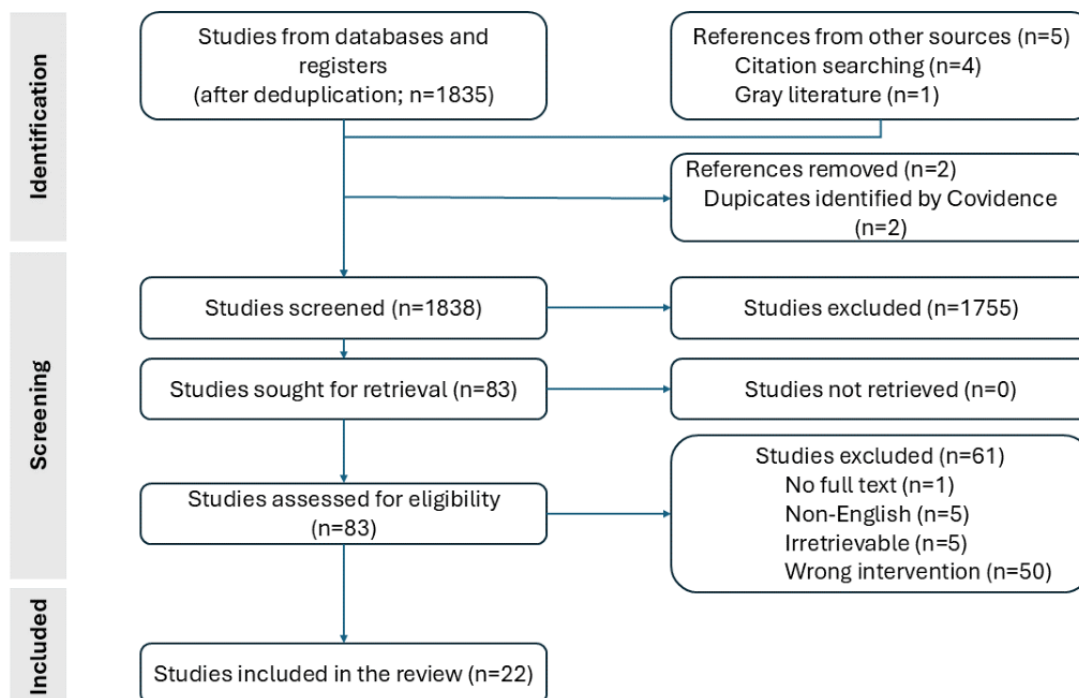 Identification
Studies from databases and
registers
(after deduplication; n=1835)
References from other sources (n=5)
Citation searching (n=4)
Gray literature (n=1)
References removed (n=2)
Dupicates identified by Covidence
(n=2)
Screening
Studies screened (n=1838)
Studies excluded (n=1755)
Studies sought for retrieval (n=83)
Studies not retrieved (n=0)
Studies assessed for eligibility
(n=83)
Studies excluded (n=61)
No full text (n=1)
Non-English (n=5)
Irretrievable (n=5)
Wrong intervention (n=50)
Included
Studies included in the review (n=22)